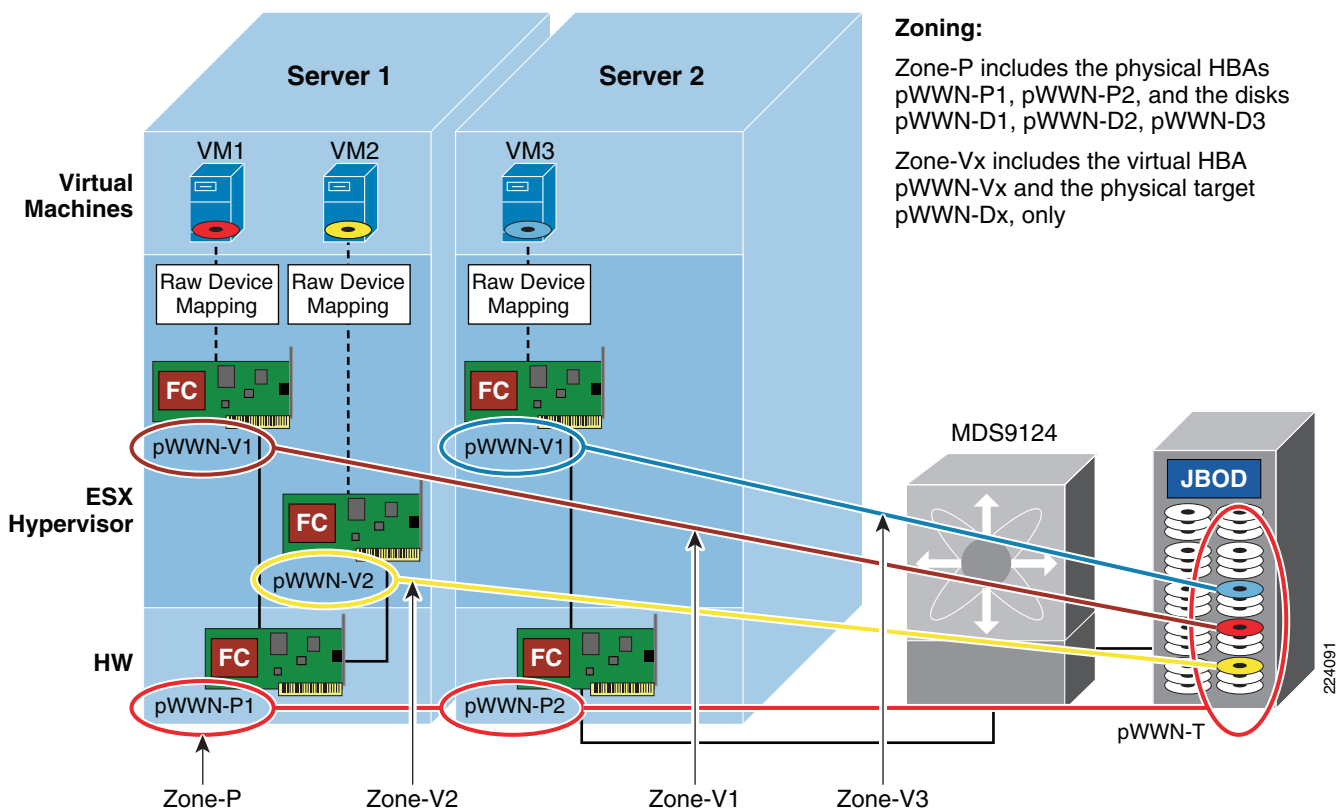 Zoning:
Zone-P includes the physical HBAs
pWWN-P1, pWWN-P2, and the disks
pWWN-D1, pWWN-D2, pWWN-D3
Zone-Vx includes the virtual HBA
pWWN-Vx and the physical target
pWWN-Dx, only
Server 1
Server 2
Virtual
Machines
VM1
VM2
VM3
Raw Device
Mapping
Raw Device
Mapping
Raw Device
Mapping
FC
FC
pWWN-V1
pWWN-V1
MDS9124
JBOD
ESX
Hypervisor
FC
pWWN-V2
HW
FC
FC
pWWN-P1
pWWN-P2
pWWN-T
224091
Zone-P
Zone-V2
Zone-V1
Zone-V3